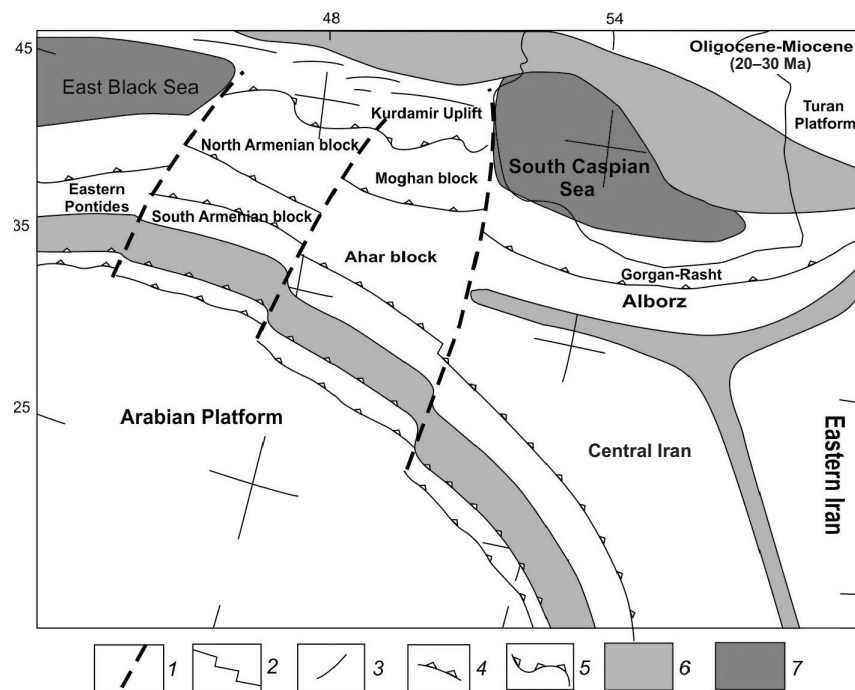 48
54
45
Oligocene-Miocene
(20–30 Ma)
East Black Sea
Kurdamir Uplift
Turan
Platform
North Armenian block
South Caspian
Sea
Moghan block
Eastern
Pontides
South Armenian block
35
Ahar block
Gorgan-Rasht
Alborz
25
Arabian Platform
Central Iran
Eastern Iran
1
2
3
4
5
6
7